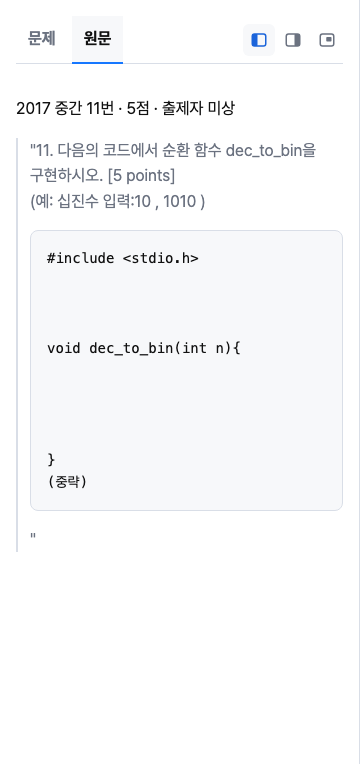 문제 원문
2017 중간 11번 · 5점 · 출제자 미상
"11. 다음의 코드에서 순환 함수 dec_to_bin을
구현하시오. [5 points]
(예: 십진수 입력:10 , 1010 )
#include <stdio.h>
void dec_to_bin(int n){
}
(중략)
"